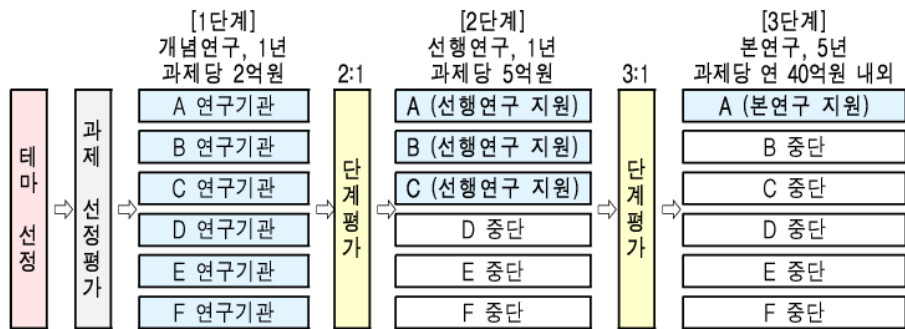 [1단계]
개념연구, 1년
과제당 2억원
2:1
[2단계]
선행연구, 1년
과제당 5억원
3:1
[3단계]
본연구, 5년
과제당 연 40억원 내외
테마 선정
과제 선정평가
A 연구기관
B 연구기관
C 연구기관
D 연구기관
E 연구기관
F 연구기관
단계평가
A (선행연구 지원)
B (선행연구 지원)
C (선행연구 지원)
D 중단
E 중단
F 중단
단계평가
A (본연구 지원)
B 중단
C 중단
D 중단
E 중단
F 중단